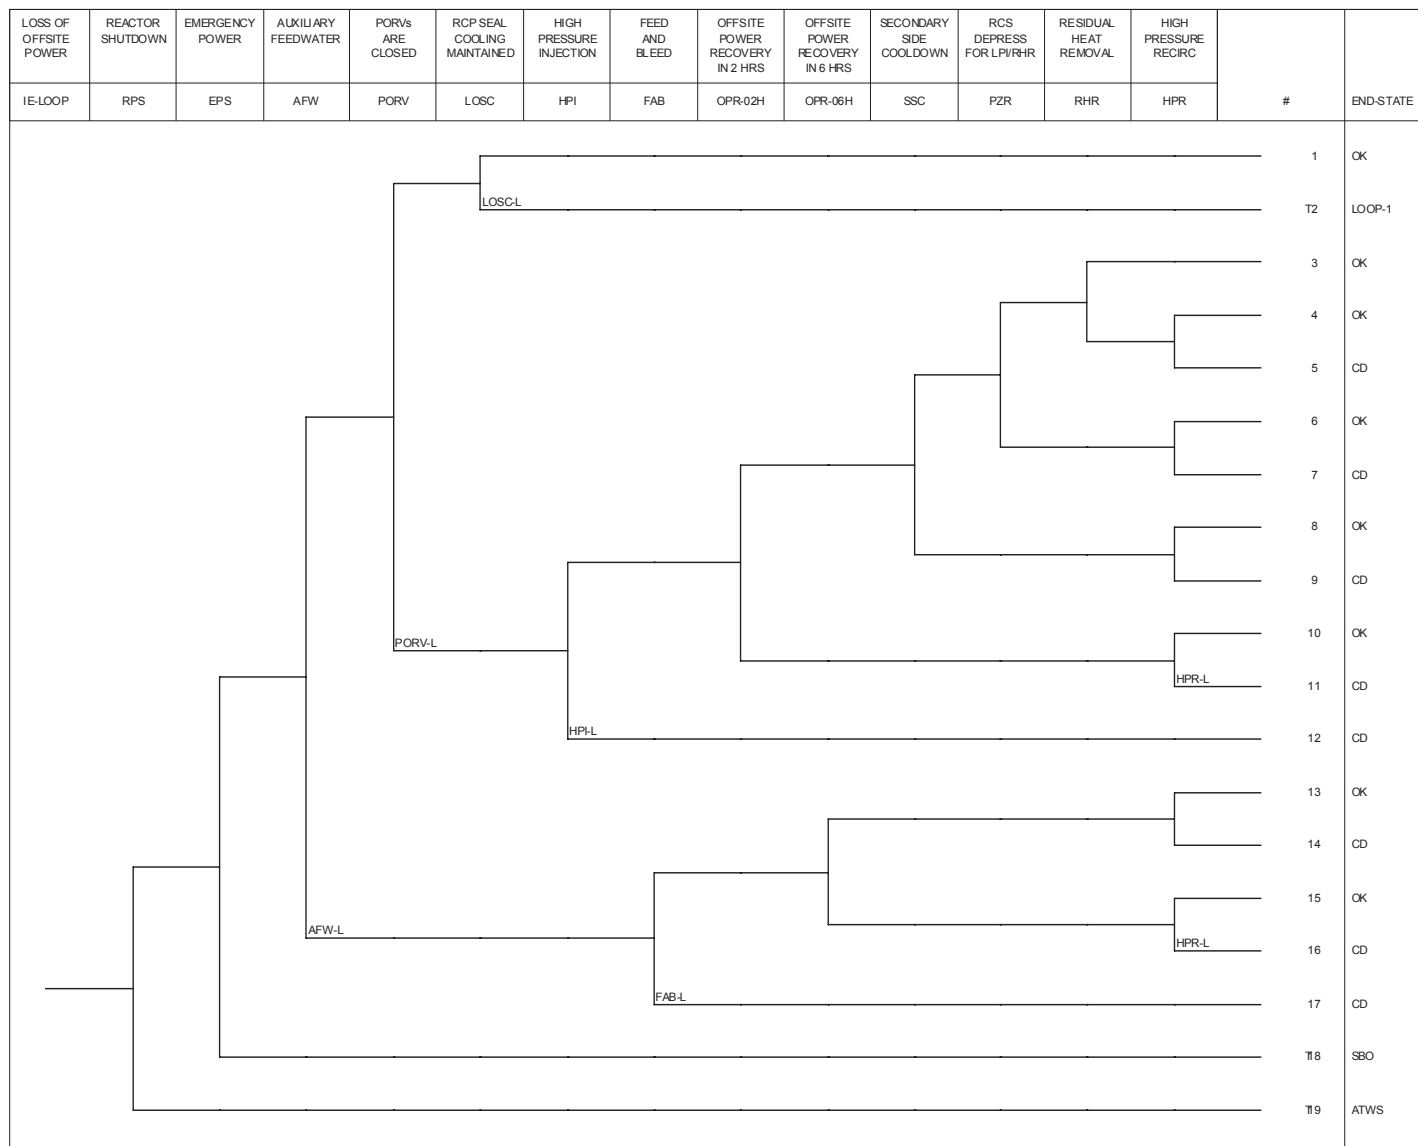 LOSS OF
OFFSITE
POWER
REACTOR
SHUTDOWN
EMERGENCY
POWER
AUXILIARY
FEEDWATER
PORVs
ARE
CLOSED
RCP SEAL
COOLING
MAINTAINED
HIGH
PRESSURE
INJECTION
FEED
AND
BLEED
OFFSITE
POWER
RECOVERY
IN 2 HRS
OFFSITE
POWER
RECOVERY
IN 6 HRS
SECONDARY
SIDE
COOLDOWN
RCS
DEPRESS
FOR LPI/RHR
RESIDUAL
HEAT
REMOVAL
HIGH
PRESSURE
RECIRC
IE-LOOP RPS EPS AFW PORV LOSC HPI FAB OPR-02H OPR-06H SSC PZR RHR HPR # END-STATE
1 OK
LOSC-L
T2 LOOP-1
3 OK
4 OK
5 CD
6 OK
7 CD
8 OK
9 CD
10 OK
PORV-L
HPR-L
11 CD
HPI-L
12 CD
13 OK
14 CD
15 OK
AFW-L
HPR-L
16 CD
FAB-L
17 CD
T18 SBO
T19 ATWS